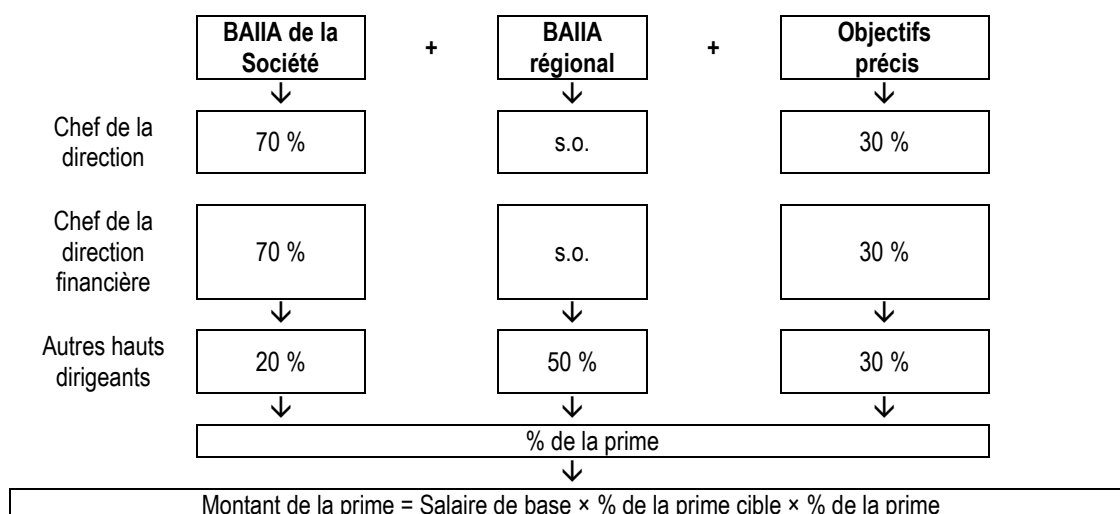 BAIIA de la
Société
+
BAIIA
régional
+
Objectifs
précis
Chef de la
direction
70 %
s.o.
30 %
Chef de la
direction
financière
70 %
s.o.
30 %
Autres hauts
dirigeants
20 %
50 %
30 %
% de la prime
Montant de la prime = Salaire de base × % de la prime cible × % de la prime